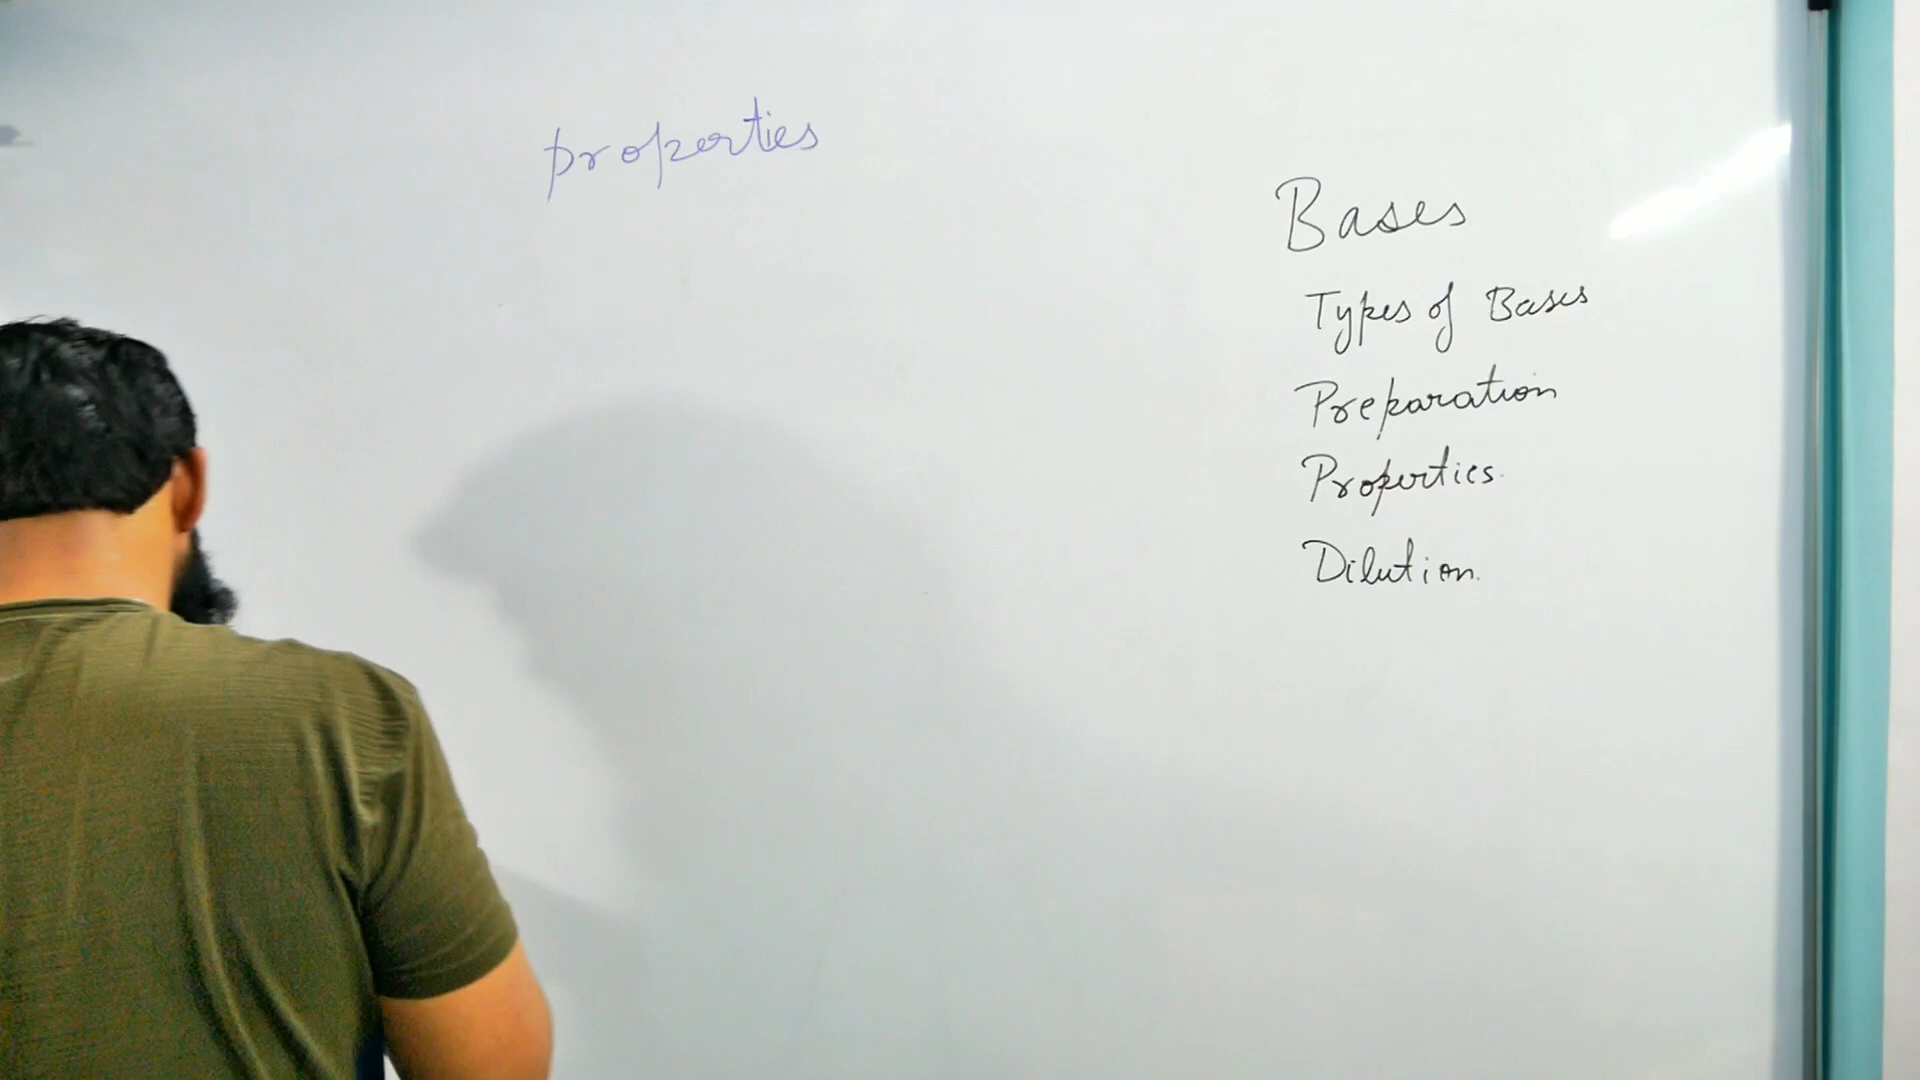 properties
Bases
Types of Bases
Preparation
Properties.
Dilution.